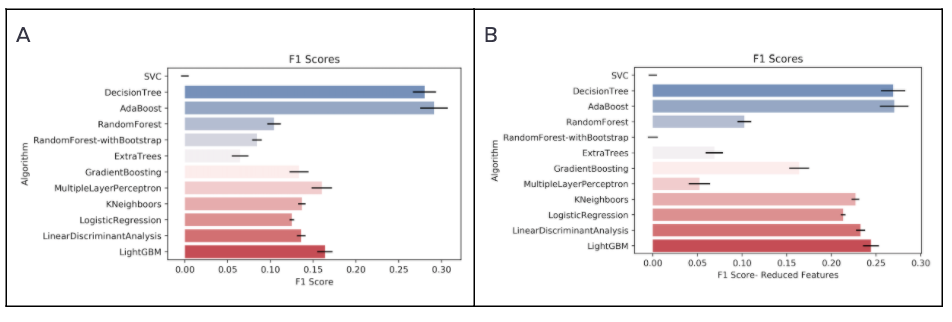 A
F1 Scores
Algorithm
SVC
DecisionTree
AdaBoost
RandomForest
RandomForest-withBootstrap
ExtraTrees
GradientBoosting
MultipleLayerPerceptron
KNeighboors
LogisticRegression
LinearDiscriminantAnalysis
LightGBM
0.00 0.05 0.10 0.15 0.20 0.25 0.30
F1 Score
B
F1 Scores
Algorithm
SVC
DecisionTree
AdaBoost
RandomForest
RandomForest-withBootstrap
ExtraTrees
GradientBoosting
MultipleLayerPerceptron
KNeighboors
LogisticRegression
LinearDiscriminantAnalysis
LightGBM
0.00 0.05 0.10 0.15 0.20 0.25 0.30
F1 Score- Reduced Features